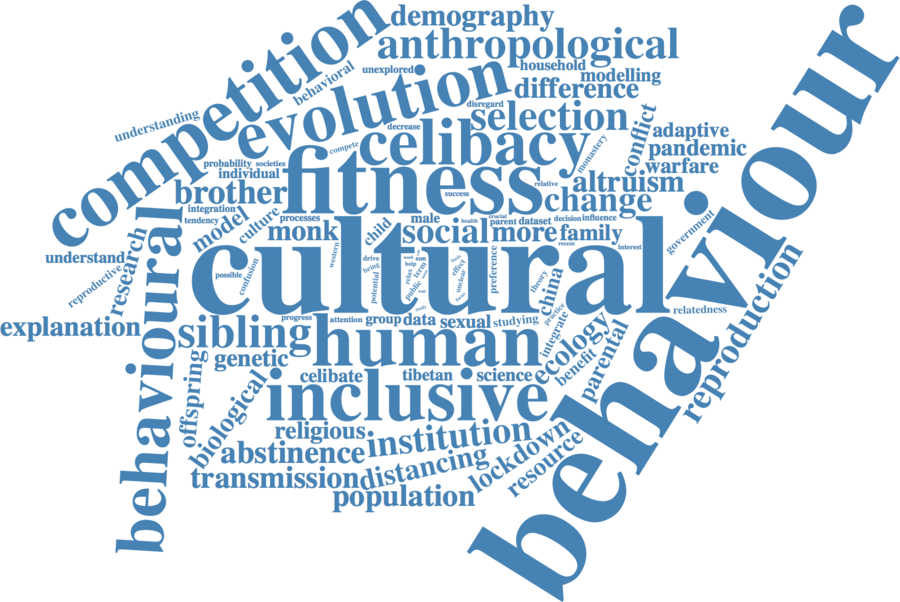 demography
anthropological
competition
unexplored
household
behavioral
modelling
evolution
difference
disregard
selection
understanding
decrease
celibacy
compete
monastery
conflict
adaptive
pandemic
warfare
probability
societies
individual
brother
fitness
success
relative
altruism
change
integration
tendency
model
culture
processes
monk
child
male
social
health
crucial
parent
dataset
more
decision
influence
family
recent
interest
government
behaviour
behavioural
understand
research
reproductive
possible
confusion
cultural
western
drive
being
potential
son
help
term
public
effect
unclear
preference
theory
china
practice
relatedness
reproduction
explanation
sibling
progress
attention
group
data
sexual
studying
study
integrate
ecology
benefit
parental
genetic
human
offspring
biological
celibate
tibetan
science
inclusive
religious
institution
abstinence
distancing
lockdown
resource
transmission
population